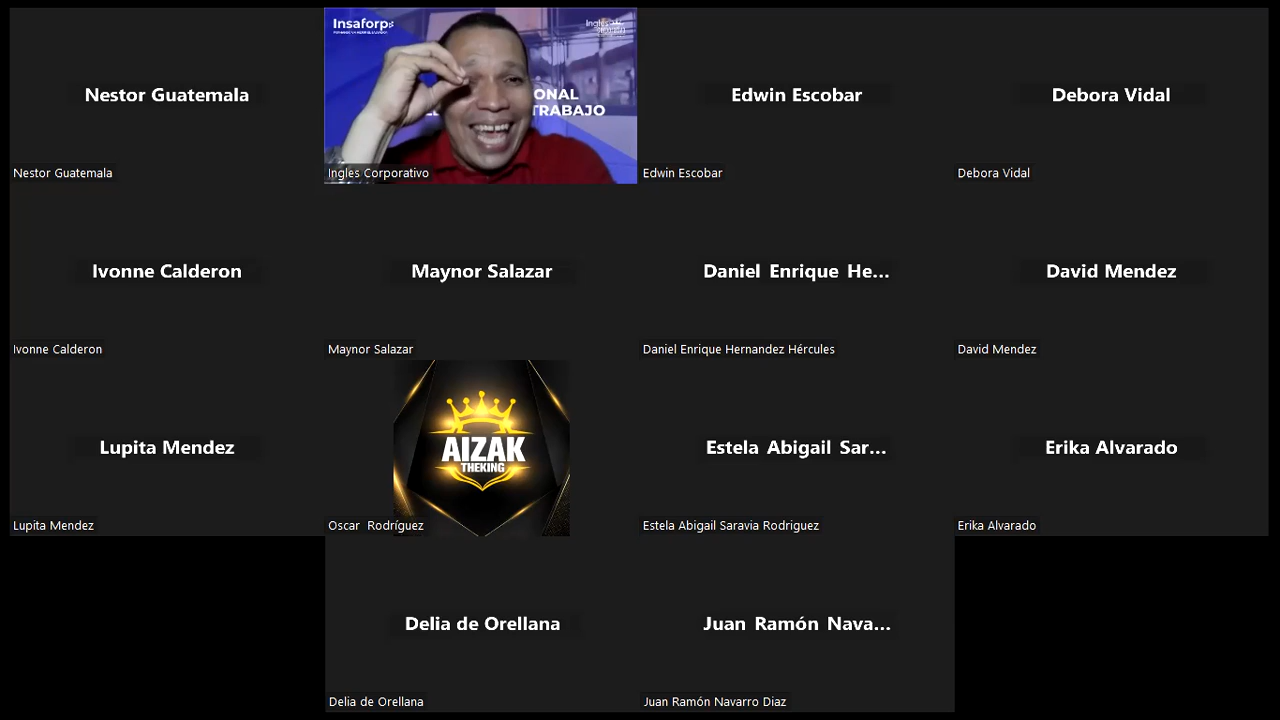 Nestor Guatemala
Nestor Guatemala
Insaforp
Inglés
ONAL
TRABAJO
Ingles Corporativo
Edwin Escobar
Edwin Escobar
Debora Vidal
Debora Vidal
Ivonne Calderon
Ivonne Calderon
Maynor Salazar
Maynor Salazar
Daniel Enrique He...
Daniel Enrique Hernandez Hércules
David Mendez
David Mendez
Lupita Mendez
Lupita Mendez
AIZAK
THEKING
Oscar Rodríguez
Estela Abigail Sar...
Estela Abigail Saravia Rodriguez
Erika Alvarado
Erika Alvarado
Delia de Orellana
Delia de Orellana
Juan Ramón Nava...
Juan Ramón Navarro Diaz